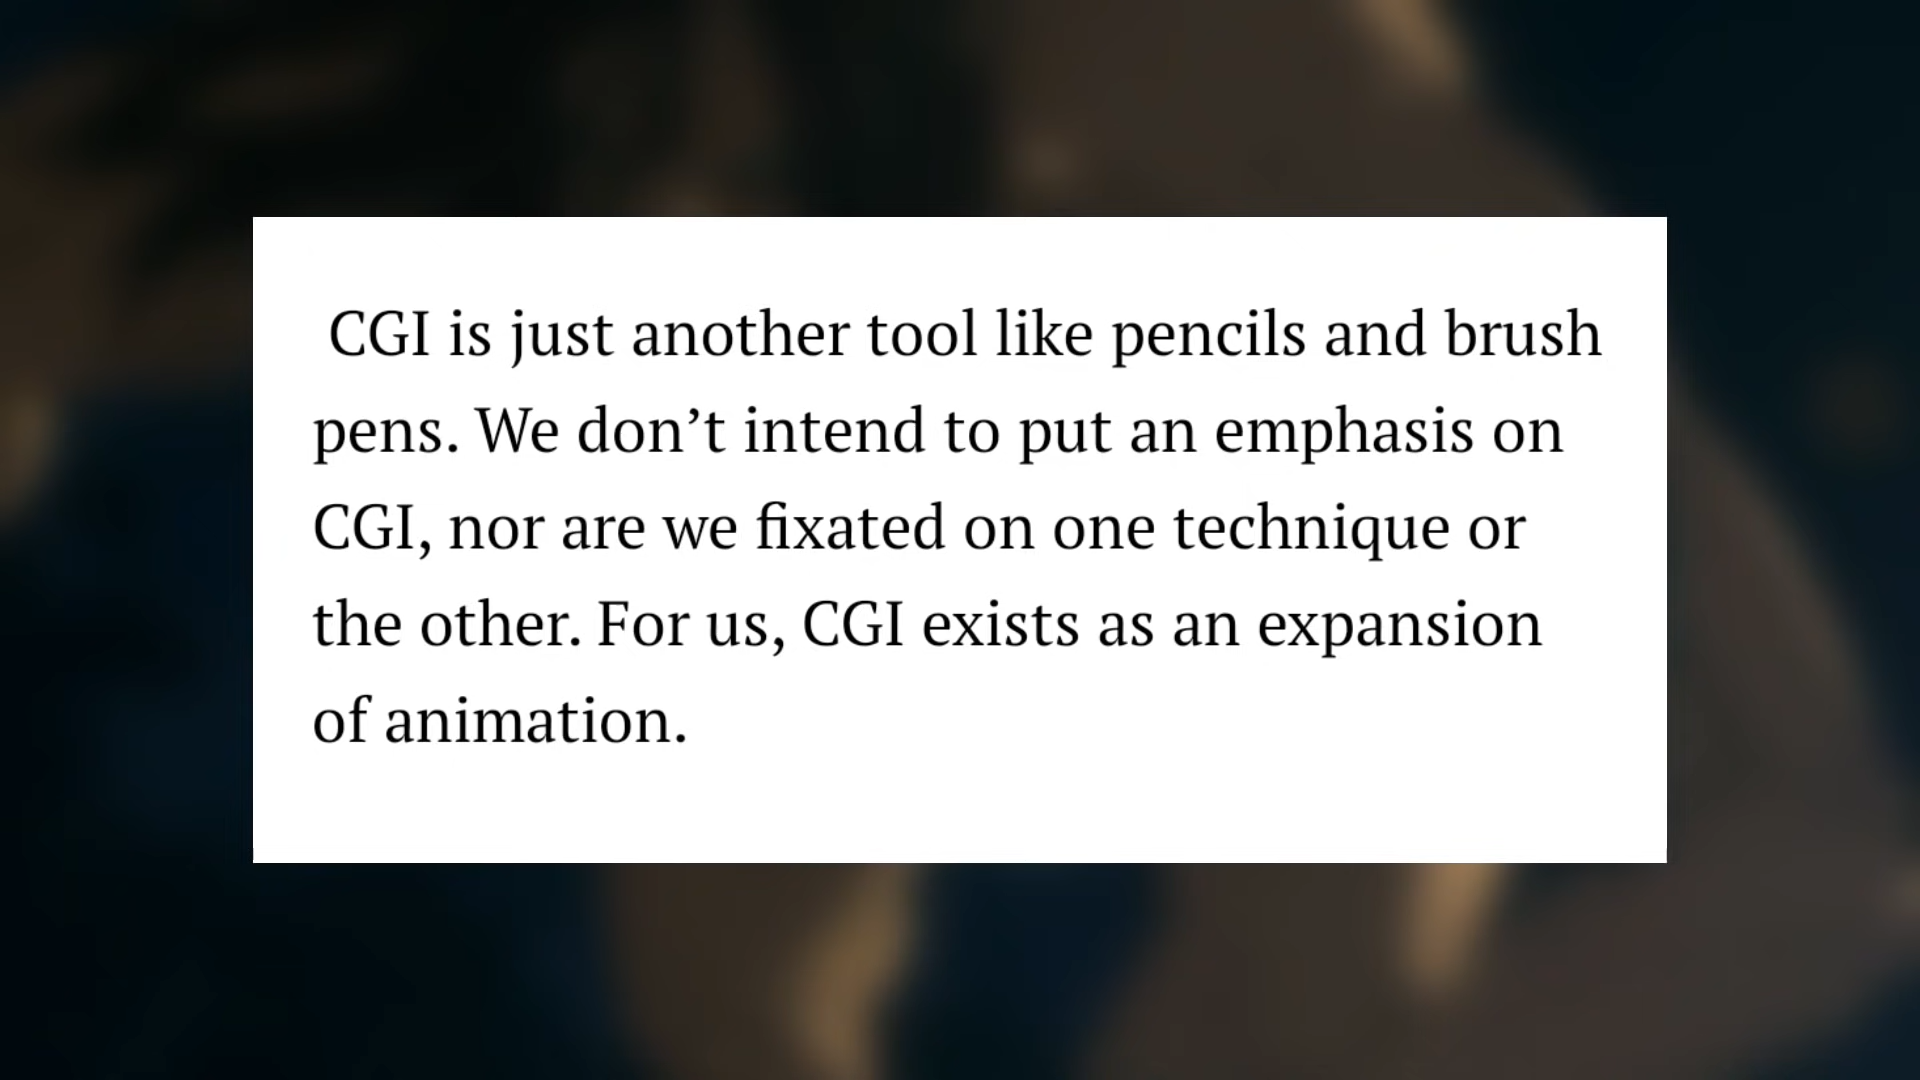 CGI is just another tool like pencils and brush
pens. We don’t intend to put an emphasis on
CGI, nor are we fixated on one technique or
the other. For us, CGI exists as an expansion
of animation.